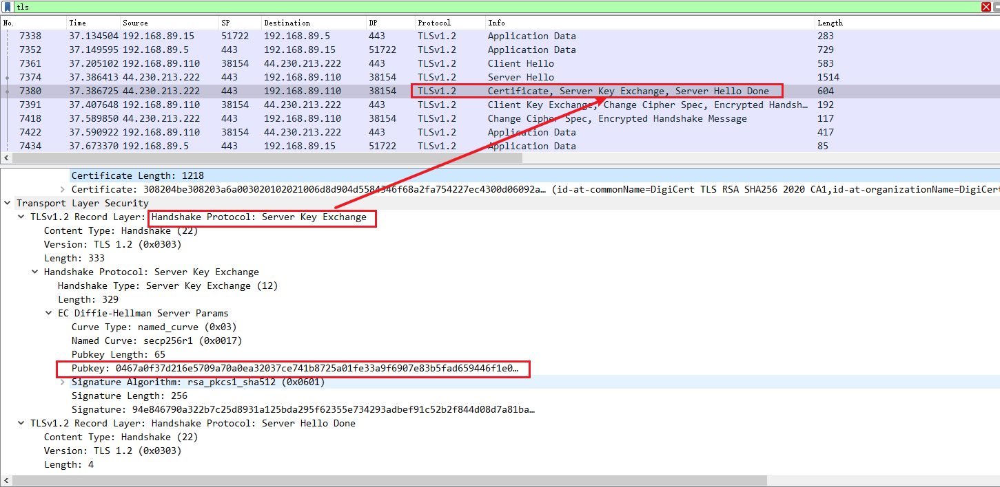 tls
No. Time Source SP Destination DP Protocol Info Length
7338 37.134504 192.168.89.15 51722 192.168.89.5 443 TLSv1.2 Application Data 283
7352 37.149595 192.168.89.5 443 192.168.89.15 51722 TLSv1.2 Application Data 729
7361 37.205102 192.168.89.110 38154 44.230.213.222 443 TLSv1.2 Client Hello 583
7374 37.386413 44.230.213.222 443 192.168.89.110 38154 TLSv1.2 Server Hello 1514
7380 37.386725 44.230.213.222 443 192.168.89.110 38154 TLSv1.2 Certificate, Server Key Exchange, Server Hello Done 604
7391 37.407648 192.168.89.110 38154 44.230.213.222 443 TLSv1.2 Client Key Exchange, Change Cipher Spec, Encrypted Handsh… 192
7418 37.589850 44.230.213.222 443 192.168.89.110 38154 TLSv1.2 Change Cipher Spec, Encrypted Handshake Message 117
7422 37.590922 192.168.89.110 38154 44.230.213.222 443 TLSv1.2 Application Data 417
7434 37.673370 192.168.89.5 443 192.168.89.15 51722 TLSv1.2 Application Data 85
Certificate Length: 1218
Certificate: 308204be308203a6a003020102021006d8d904d5584346f68a2fa754227ec4300d06092a… (id-at-commonName=DigiCert TLS RSA SHA256 2020 CA1,id-at-organizationName=DigiCert
Transport Layer Security
TLSv1.2 Record Layer: Handshake Protocol: Server Key Exchange
Content Type: Handshake (22)
Version: TLS 1.2 (0x0303)
Length: 333
Handshake Protocol: Server Key Exchange
Handshake Type: Server Key Exchange (12)
Length: 329
EC Diffie-Hellman Server Params
Curve Type: named_curve (0x03)
Named Curve: secp256r1 (0x0017)
Pubkey Length: 65
Pubkey: 0467a0f37d216e5709a70a0ea32037ce741b8725a01fe33a9f6907e83b5fad659446f1e0…
Signature Algorithm: rsa_pkcs1_sha512 (0x0601)
Signature Length: 256
Signature: 94e846790a322b7c25d8931a125bda295f62355e734293adbef91c52b2f844d08d7a81ba…
TLSv1.2 Record Layer: Handshake Protocol: Server Hello Done
Content Type: Handshake (22)
Version: TLS 1.2 (0x0303)
Length: 4